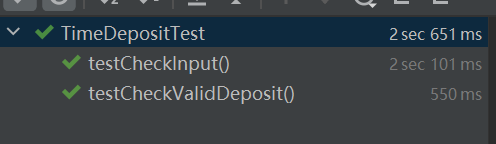 TimeDepositTest 2 sec 651 ms
testCheckInput() 2 sec 101 ms
testCheckValidDeposit() 550 ms